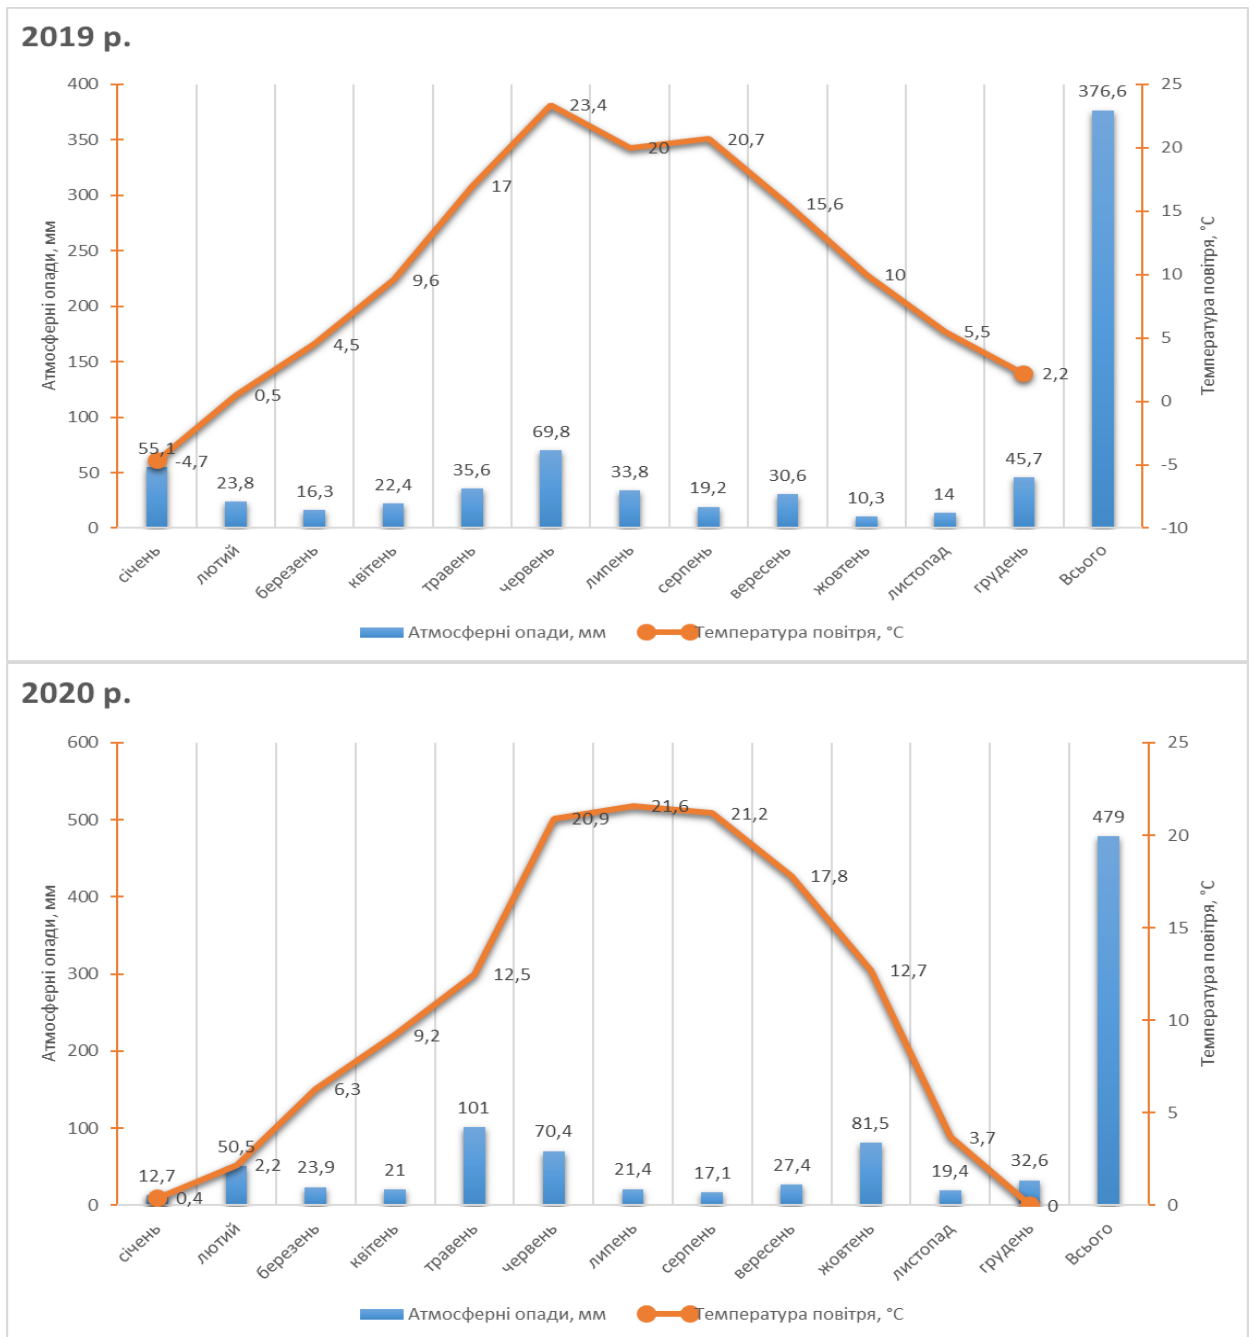 2019 р.
400
350
300
250
200
150
100
50
0
Атмосферні опади, мм
25
20
15
10
5
0
-5
-10
Температура повітря, °C
55,1
23,8
16,3
22,4
35,6
69,8
33,8
19,2
30,6
10,3
14
45,7
376,6
-4,7
0,5
4,5
9,6
17
23,4
20
20,7
15,6
10
5,5
2,2
січень
лютий
березень
квітень
травень
червень
липень
серпень
вересень
жовтень
листопад
грудень
Всього
Атмосферні опади, мм
Температура повітря, °C
2020 р.
600
500
400
300
200
100
0
Атмосферні опади, мм
25
20
15
10
5
0
Температура повітря, °C
12,7
50,5
23,9
21
101
70,4
21,4
17,1
27,4
81,5
19,4
32,6
479
0,4
2,2
6,3
9,2
12,5
20,9
21,6
21,2
17,8
12,7
3,7
0
січень
лютий
березень
квітень
травень
червень
липень
серпень
вересень
жовтень
листопад
грудень
Всього
Атмосферні опади, мм
Температура повітря, °C